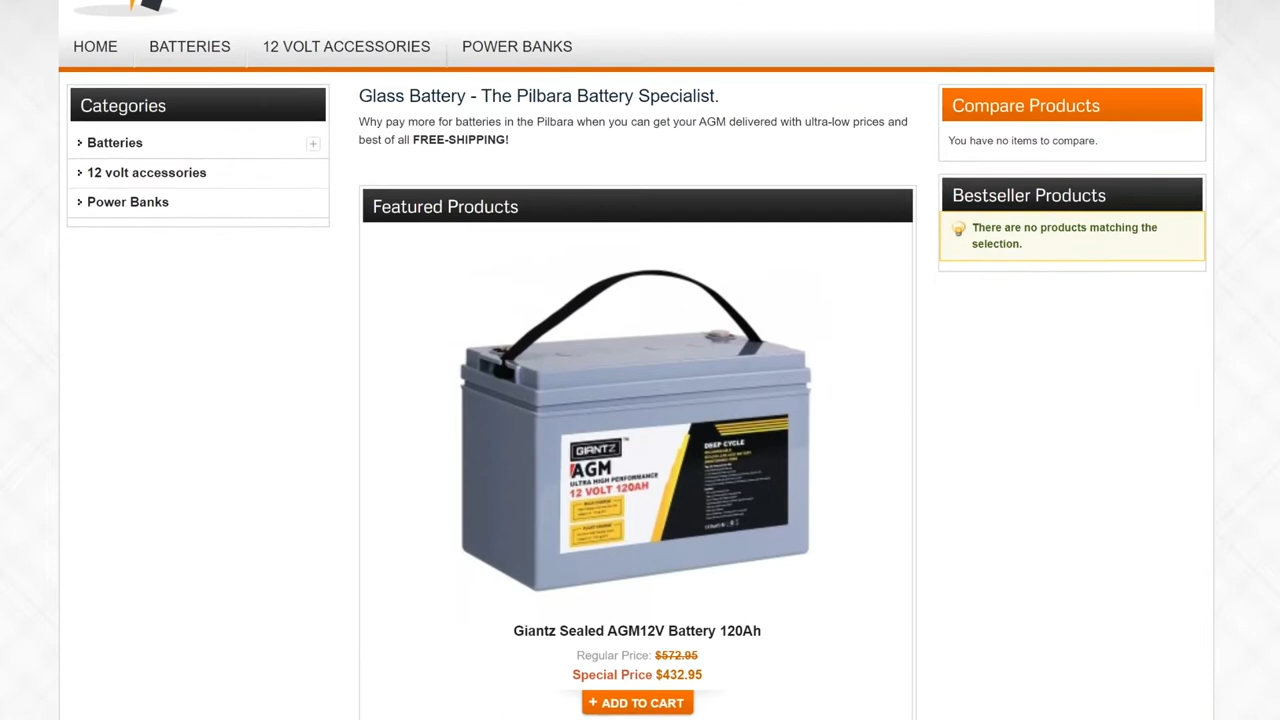 HOME
BATTERIES
12 VOLT ACCESSORIES
POWER BANKS
Categories
Batteries
12 volt accessories
Power Banks
Glass Battery - The Pilbara Battery Specialist.
Why pay more for batteries in the Pilbara when you can get your AGM delivered with ultra-low prices and
best of all FREE-SHIPPING!
Featured Products
GIANTZ
AGM
ULTRA HIGH PERFORMANCE
12 VOLT 120AH
DEEP CYCLE
Giantz Sealed AGM12V Battery 120Ah
Regular Price: $572.95
Special Price $432.95
+ ADD TO CART
Compare Products
You have no items to compare.
Bestseller Products
There are no products matching the
selection.